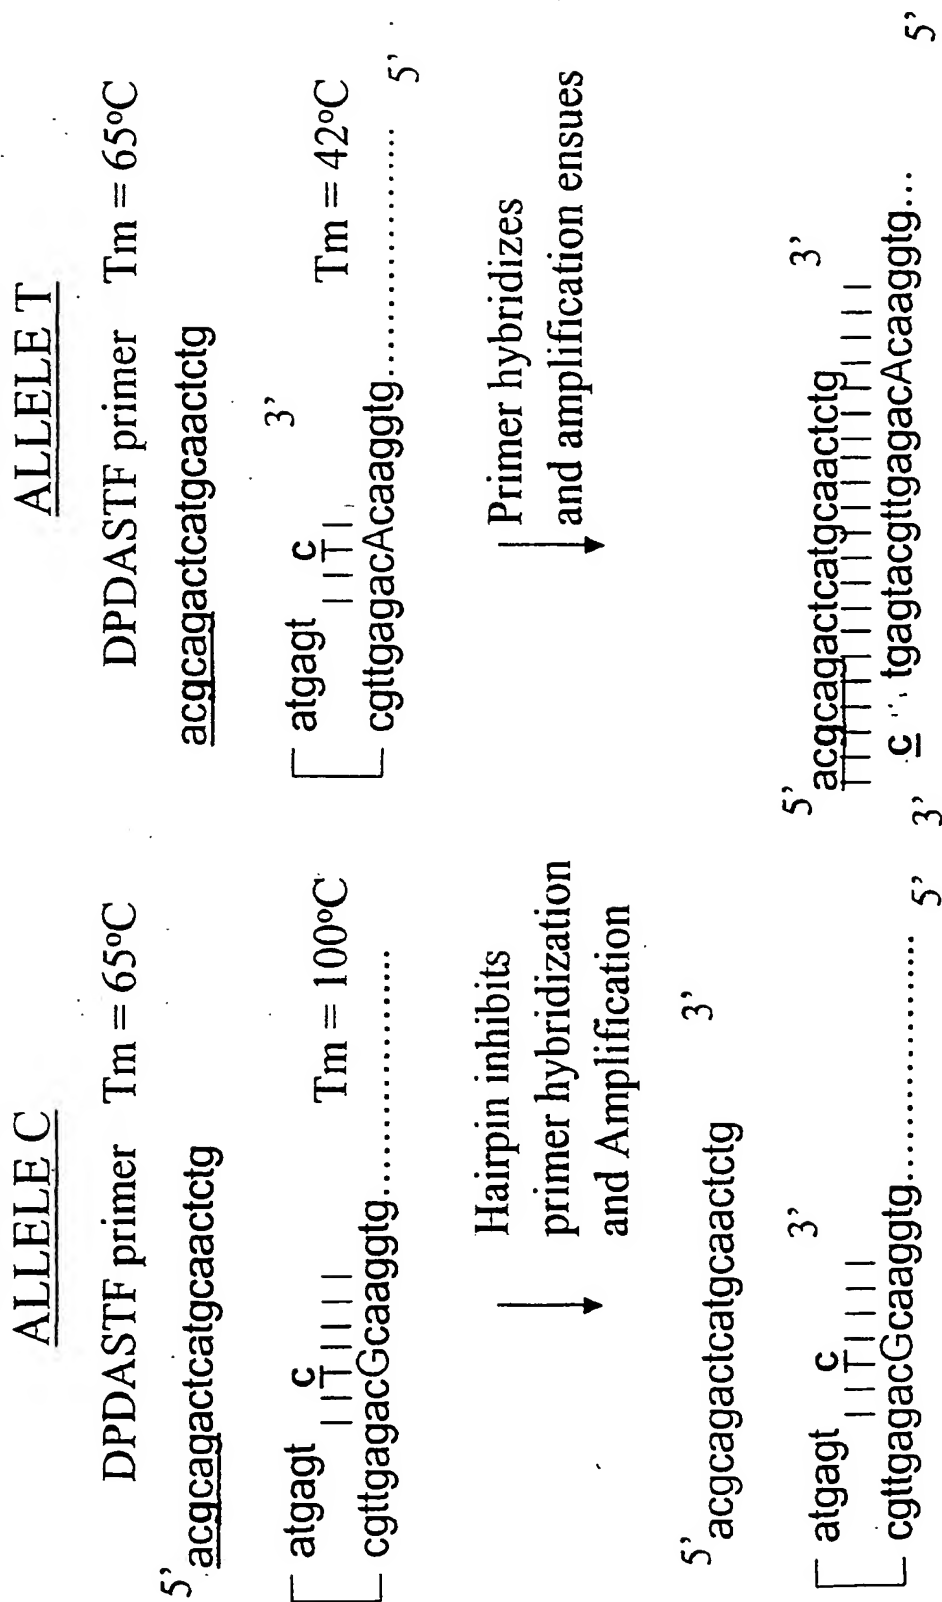 ALLELE C
DPDASTF primer Tm = 65ºC
5'
acgcagactcatgcaactctg
atgagt c 3'
cgttgagacGcaaggtg................ 5'
Tm = 100ºC
Hairpin inhibits
primer hybridization
and Amplification
5' 3'
acgcagactcatgcaactctg
atgagt c 3'
cgttgagacGcaaggtg................ 5'
ALLELE T
DPDASTF primer Tm = 65ºC
acgcagactcatgcaactctg
atgagt c 3'
cgttgagacAcaaggtg................ 5'
Tm = 42ºC
Primer hybridizes
and amplification ensues
5' 3'
acgcagactcatgcaactctg
3' c tgagtacgttgagacAcaaggtg... 5'